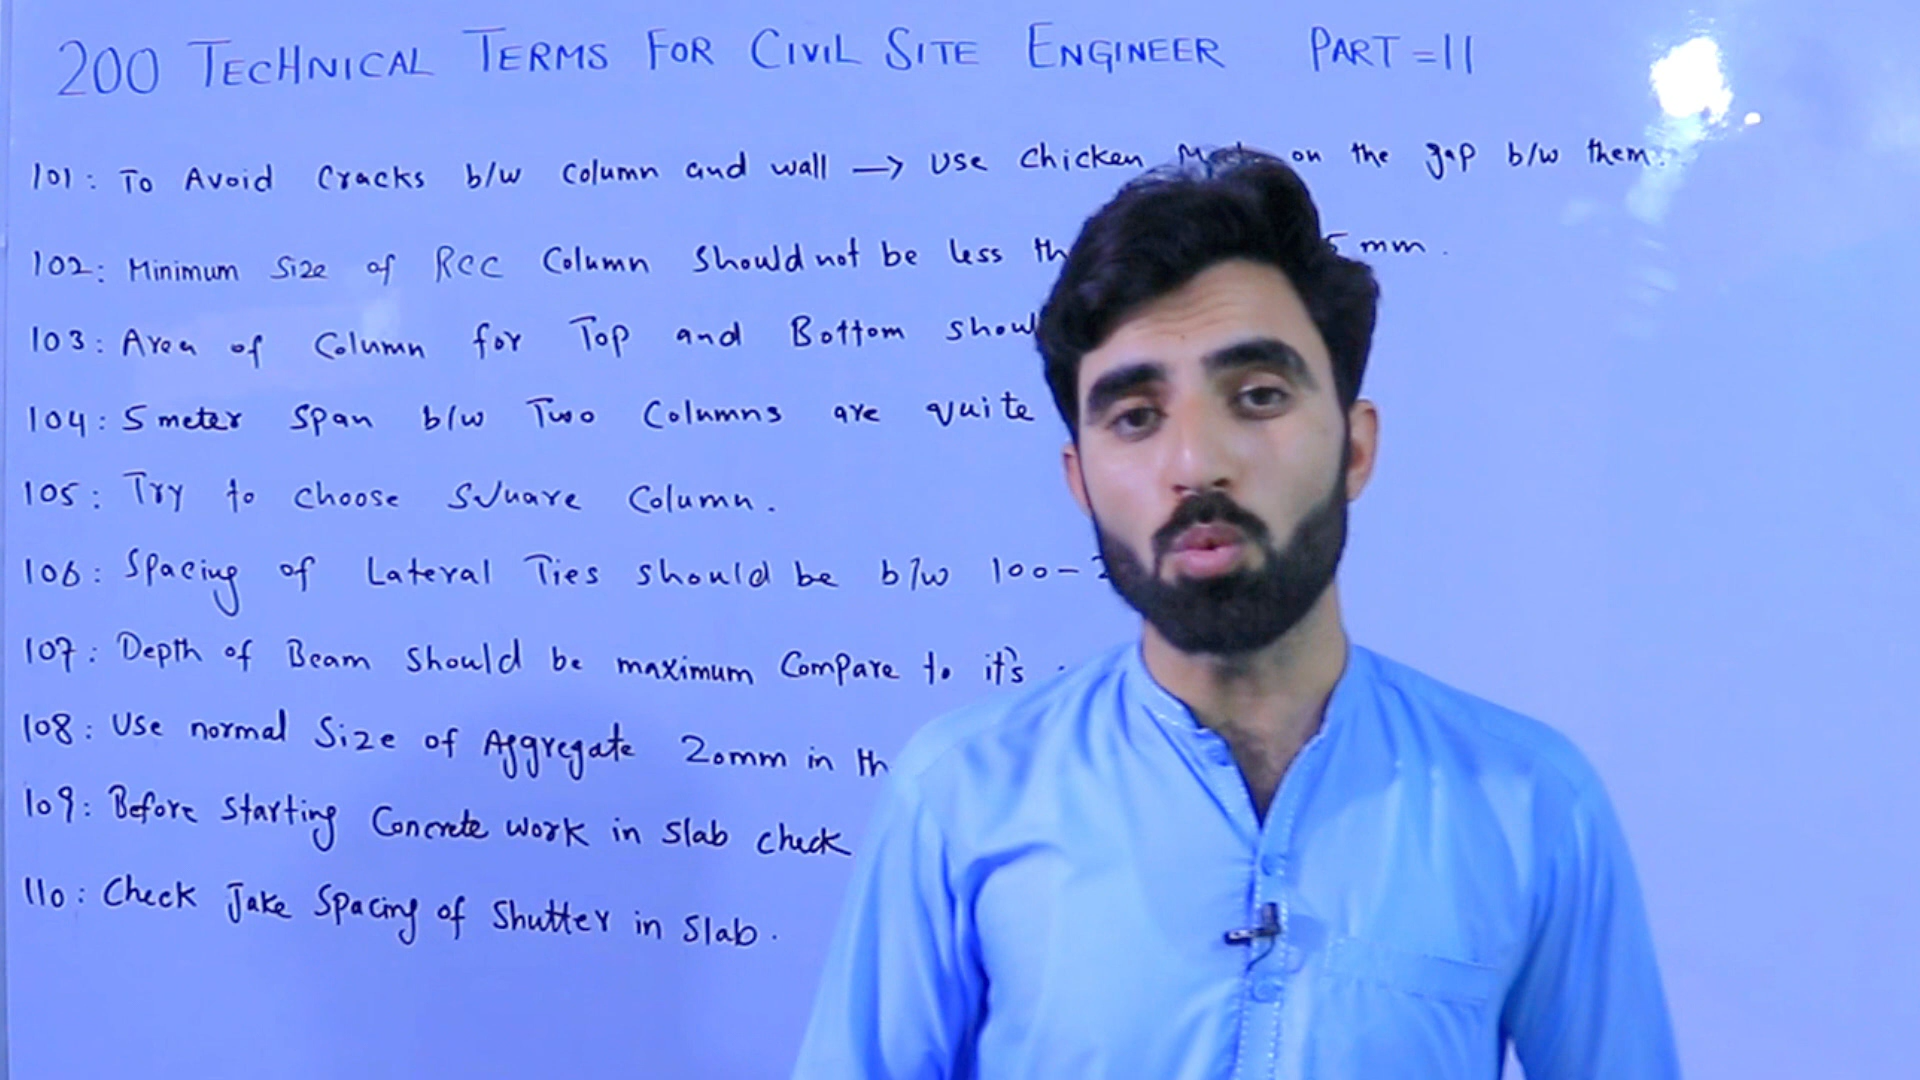 200 TECHNICAL TERMS FOR CIVIL SITE ENGINEER PART = 11
101: To Avoid Cracks b/w Column and wall → Use Chicken on the gap b/w them.
102: Minimum Size of RCC Column Should not be less mm.
103: Area of Column for Top and Bottom
104: 5 meter Span b/w Two Columns are quite
105: Try to choose Square Column.
106: Spacing of Lateral Ties should be b/w 100-
107: Depth of Beam Should be maximum Compare to it's
108: Use normal Size of Aggregate 20mm in
109: Before Starting Concrete work in slab check
110: Check Jake Spacing of Shutter in Slab.